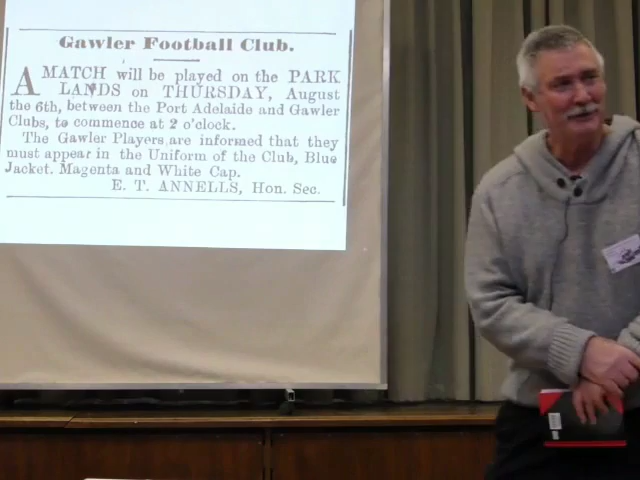 Gawler Football Club.
A MATCH will be played on the PARK
LANDS on THURSDAY, August
the 6th, between the Port Adelaide and Gawler
Clubs, to commence at 2 o'clock.
The Gawler Players are informed that they
must appear in the Uniform of the Club, Blue
Jacket. Magenta and White Cap.
E. T. ANNELLS, Hon. Sec.